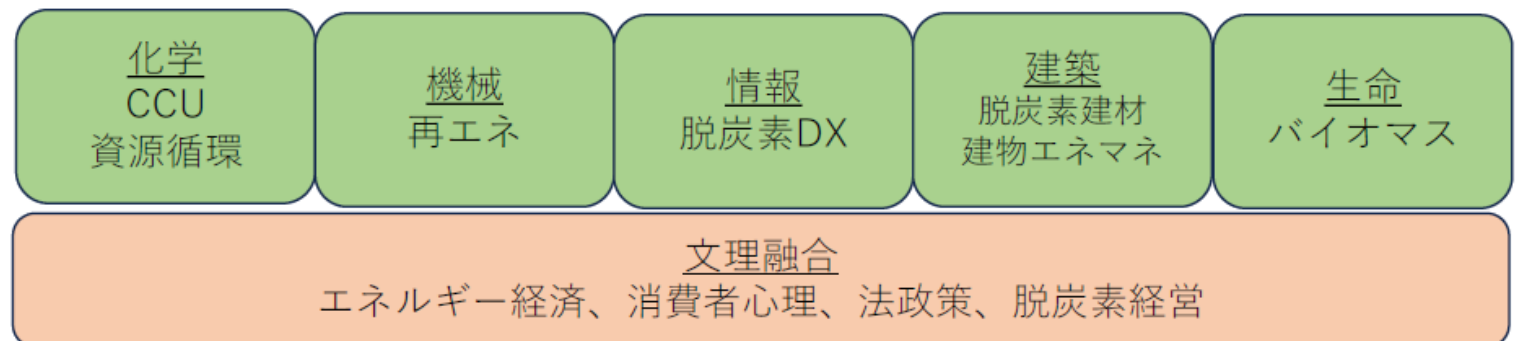 化学
CCU
資源循環
機械
再エネ
情報
脱炭素DX
建築
脱炭素建材
建物エネマネ
生命
バイオマス
文理融合
エネルギー経済、消費者心理、法政策、脱炭素経営